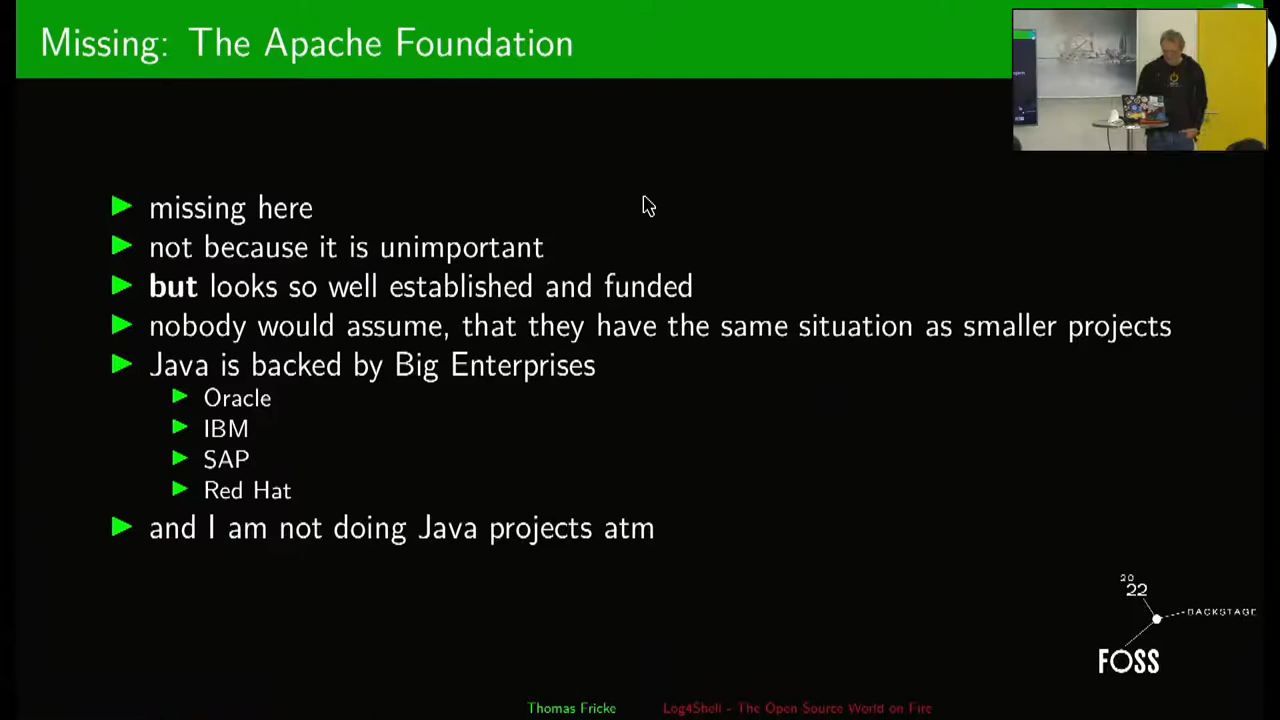 Missing: The Apache Foundation
missing here
not because it is unimportant
but looks so well established and funded
nobody would assume, that they have the same situation as smaller projects
Java is backed by Big Enterprises
Oracle
IBM
SAP
Red Hat
and I am not doing Java projects atm
20
22
BACKSTAGE
FOSS
Thomas Fricke
Log4Shell - The Open Source World on Fire